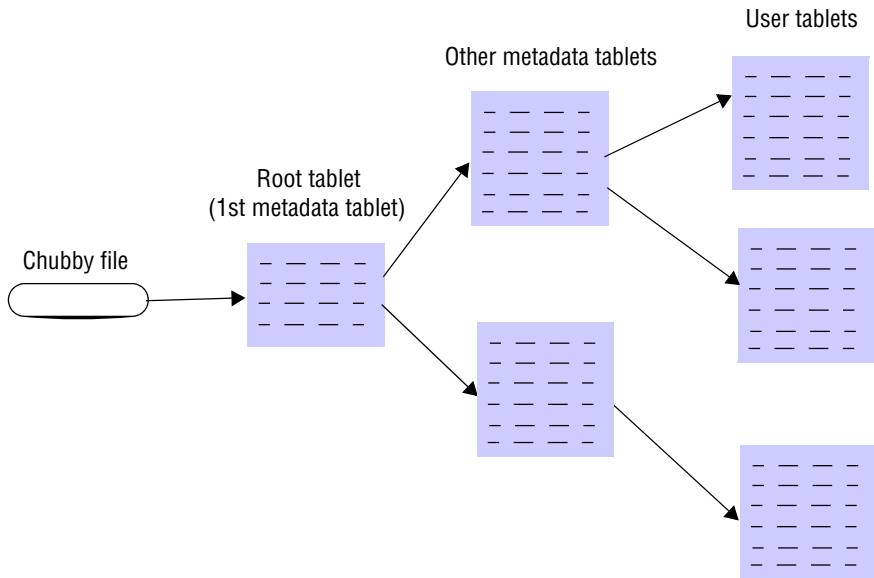 User tablets
Other metadata tablets
Root tablet
(1st metadata tablet)
Chubby file